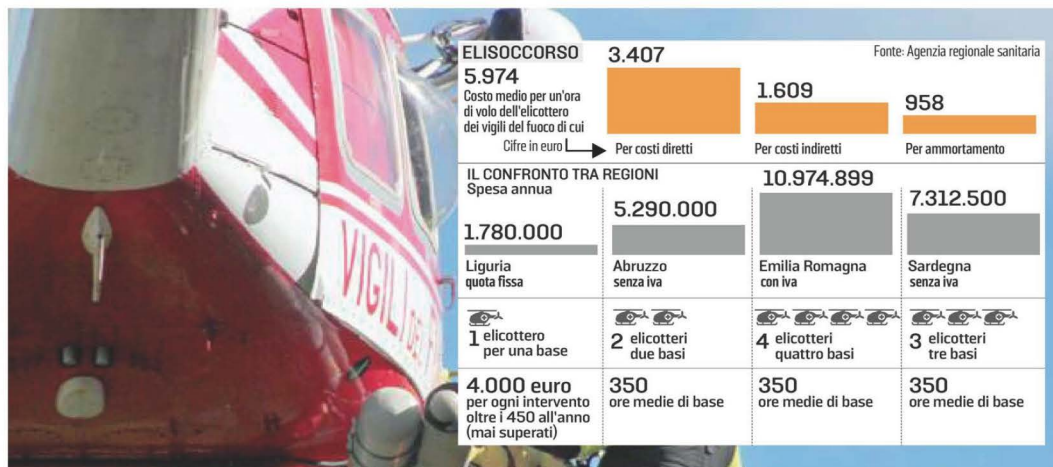 ELISOCCORSO
5.974
Costo medio per un'ora
di volo dell'elicottero
dei vigili del fuoco di cui
Cifre in euro
3.407
Per costi diretti
1.609
Per costi indiretti
Fonte: Agenzia regionale sanitaria
958
Per ammortamento
IL CONFRONTO TRA REGIONI
Spesa annua
1.780.000
Liguria
quota fissa
5.290.000
Abruzzo
senza iva
10.974.899
Emilia Romagna
con iva
7.312.500
Sardegna
senza iva
1 elicottero
per una base
2 elicotteri
due basi
4 elicotteri
quattro basi
3 elicotteri
tre basi
4.000 euro
per ogni intervento
oltre i 450 all'anno
(mai superati)
350
ore medie di base
350
ore medie di base
350
ore medie di base
VIGILI DEL F